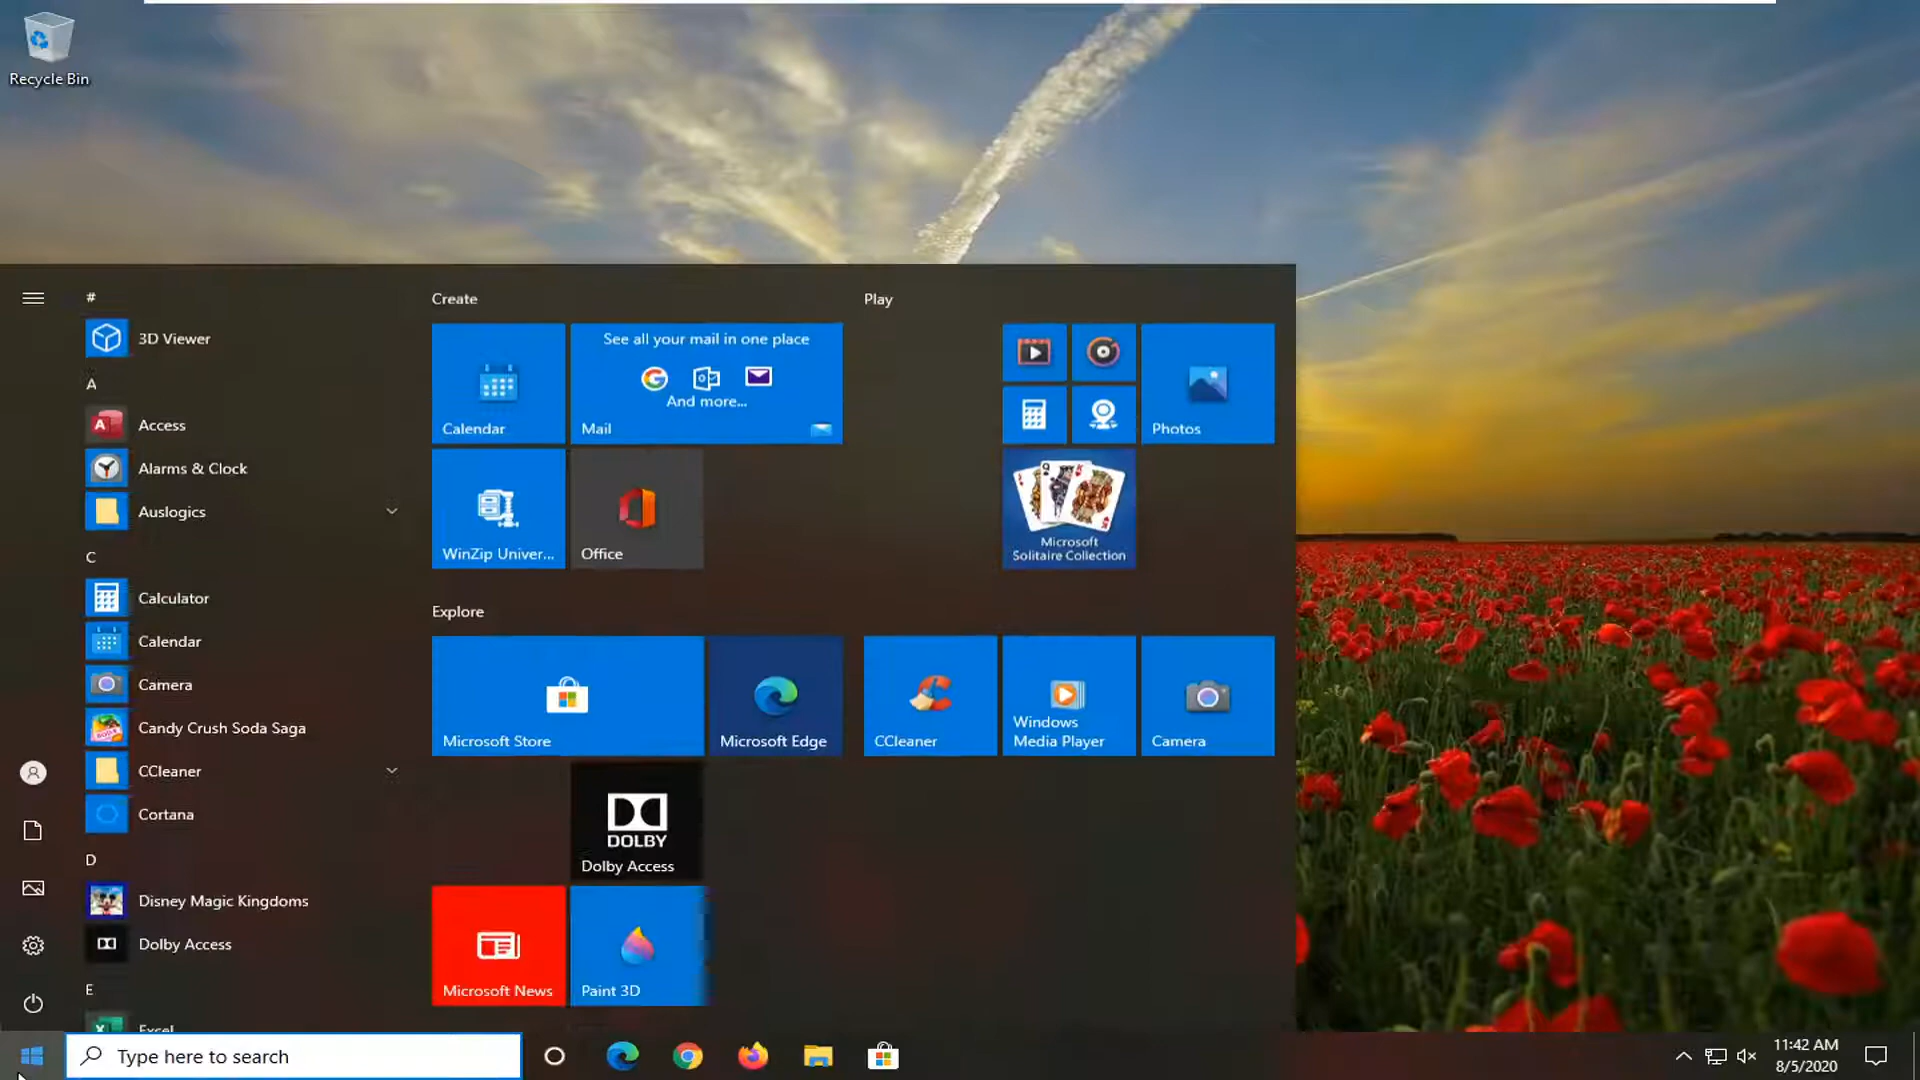 Recycle Bin
#
3D Viewer
A
Access
Alarms & Clock
Auslogics
C
Calculator
Calendar
Camera
Candy Crush Soda Saga
CCleaner
Cortana
D
Disney Magic Kingdoms
Dolby Access
E
Excel
Create
Calendar
See all your mail in one place
And more...
Mail
WinZip Univer...
Office
Explore
Microsoft Store
Microsoft Edge
DOLBY
Dolby Access
Microsoft News
Paint 3D
Play
Photos
Microsoft
Solitaire Collection
CCleaner
Windows
Media Player
Camera
Type here to search
11:42 AM
8/5/2020